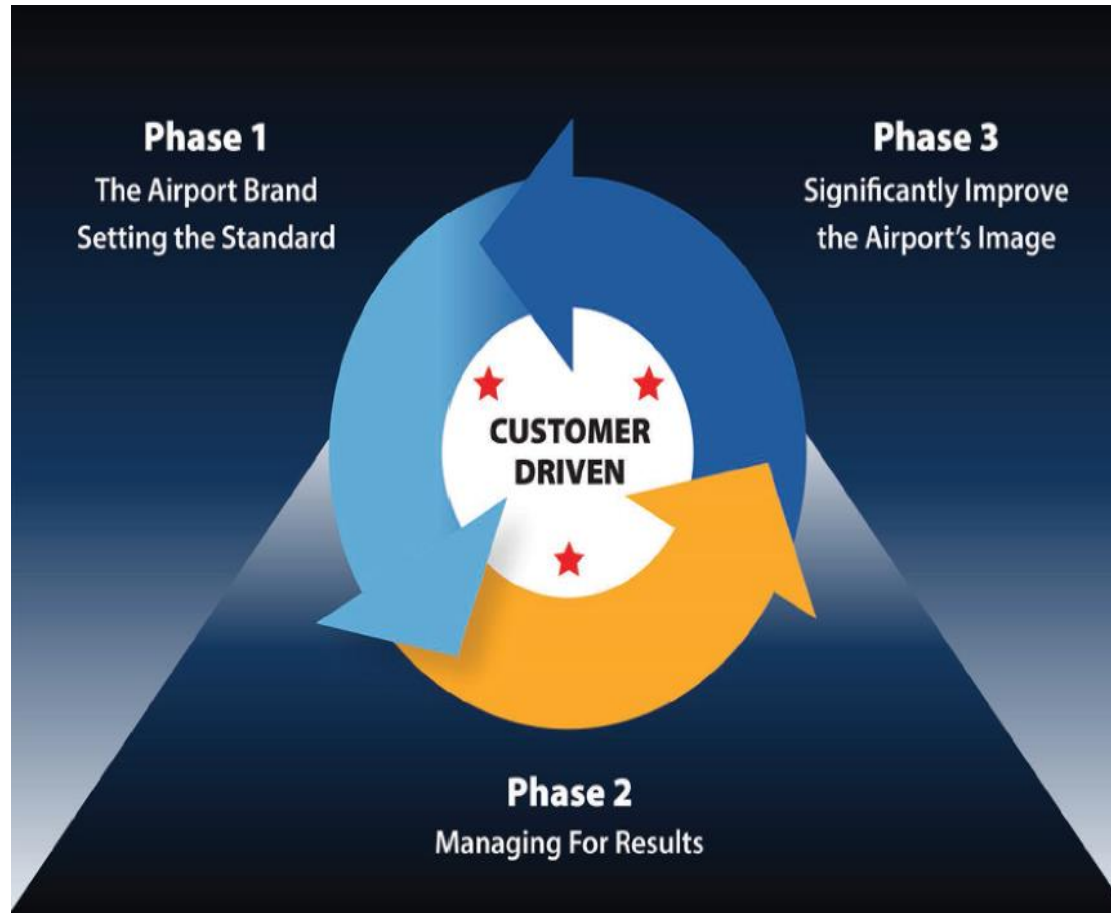 Phase 1
The Airport Brand
Setting the Standard
Phase 3
Significantly Improve
the Airport's Image
CUSTOMER
DRIVEN
Phase 2
Managing For Results